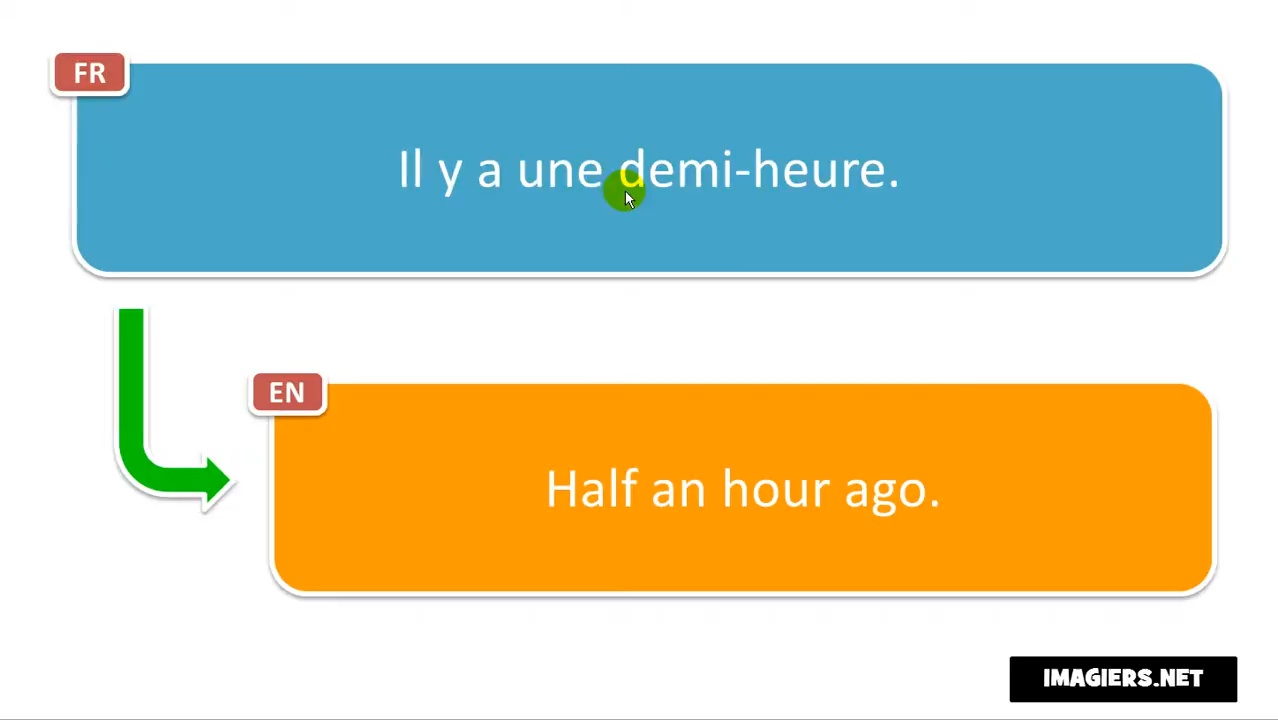 FR
Il y a une demi-heure.
EN
Half an hour ago.
IMAGIERS.NET